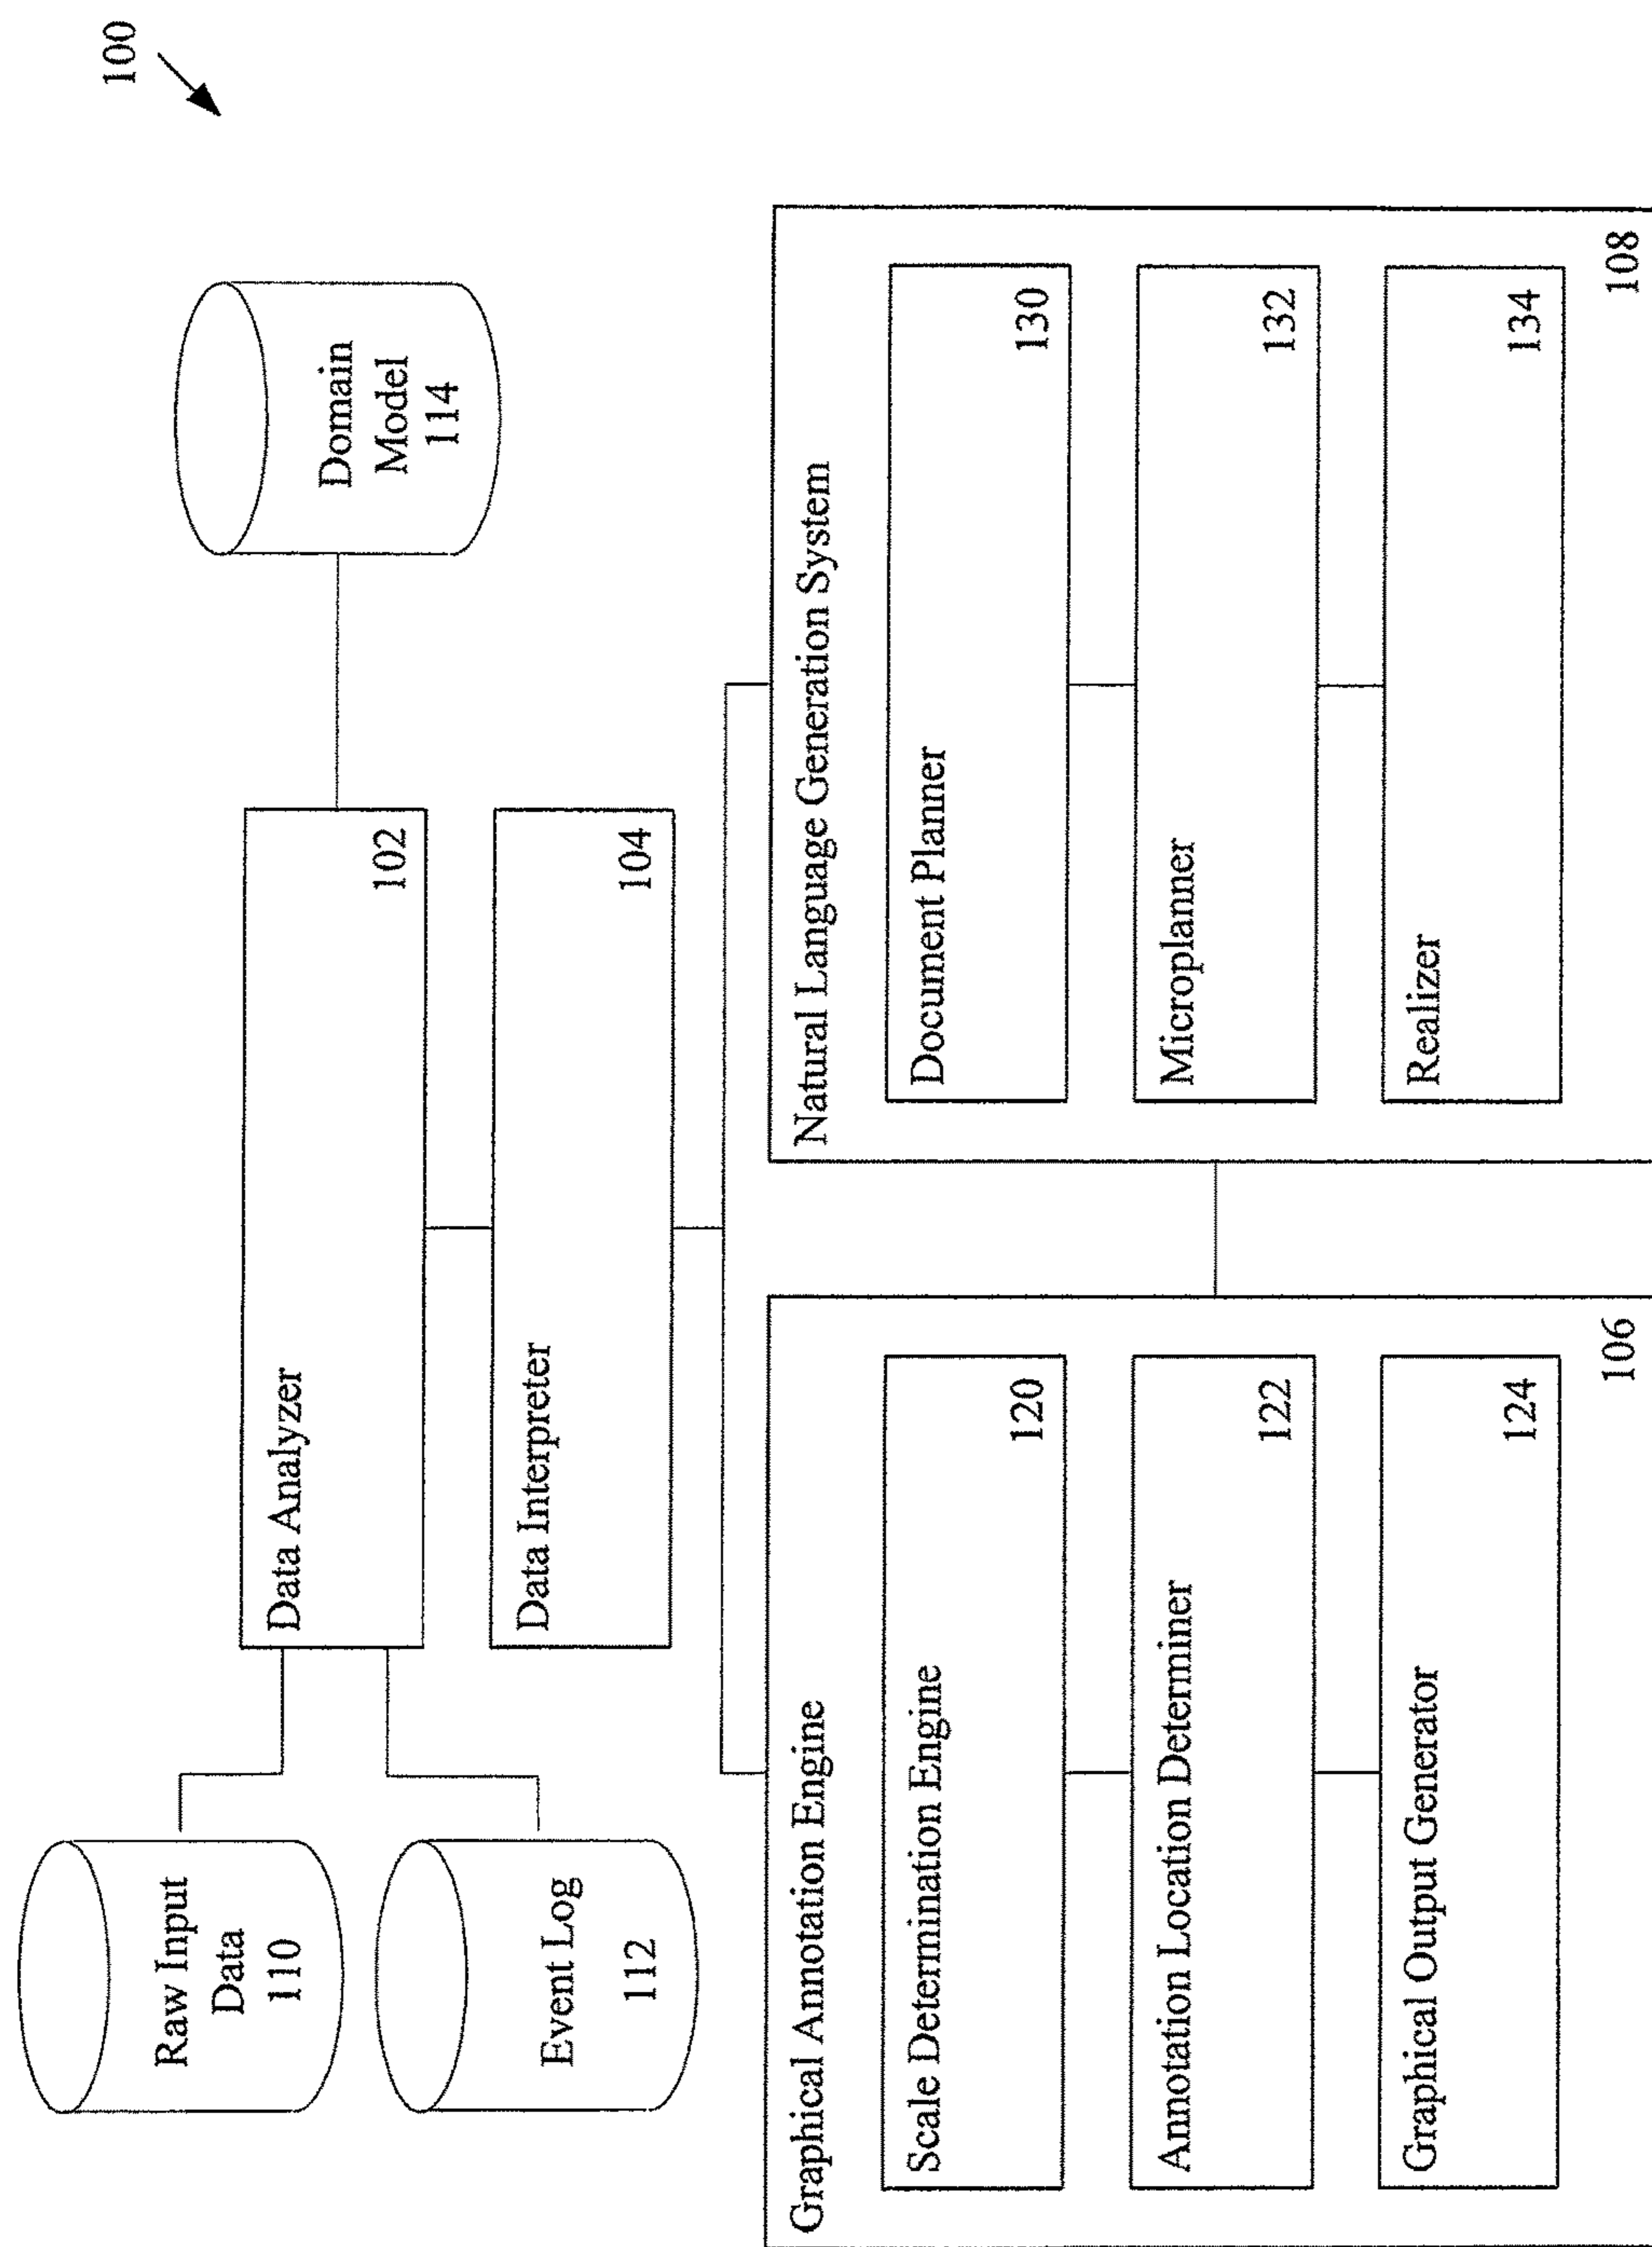 100
Raw Input
Data
110
Event Log
112
Data Analyzer
102
Domain
Model
114
Data Interpreter
104
Graphical Annotation Engine
Scale Determination Engine
120
Annotation Location Determiner
122
Graphical Output Generator
124
106
Natural Language Generation System
Document Planner
130
Microplanner
132
Realizer
134
108